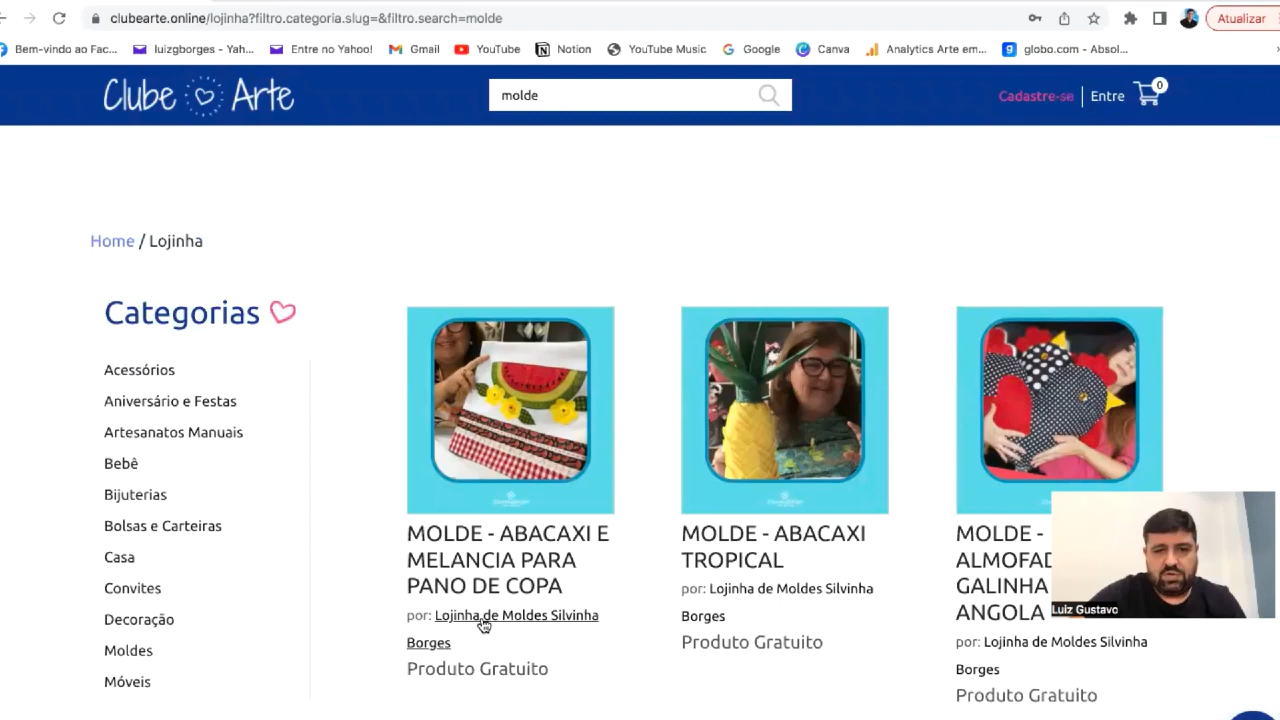 clubearte.online/lojinha?filtro.categoria.slug=&filtro.search=molde
Atualizar
Bem-vindo ao Fac...
luizgborges - Yah...
Entre no Yahoo!
Gmail
YouTube
Notion
YouTube Music
Google
Canva
Analytics Arte em...
globo.com - Absol...
Clube Arte
molde
Cadastre-se
Entre
0
Home / Lojinha
Categorias
Acessórios
Aniversário e Festas
Artesanatos Manuais
Bebê
Bijuterias
Bolsas e Carteiras
Casa
Convites
Decoração
Moldes
Móveis
MOLDE - ABACAXI E
MELANCIA PARA
PANO DE COPA
por: Lojinha de Moldes Silvinha
Borges
Produto Gratuito
MOLDE - ABACAXI
TROPICAL
por: Lojinha de Moldes Silvinha
Borges
Produto Gratuito
MOLDE -
ALMOFAD
GALINHA
ANGOLA
por: Lojinha de Moldes Silvinha
Borges
Produto Gratuito
Luiz Gustavo